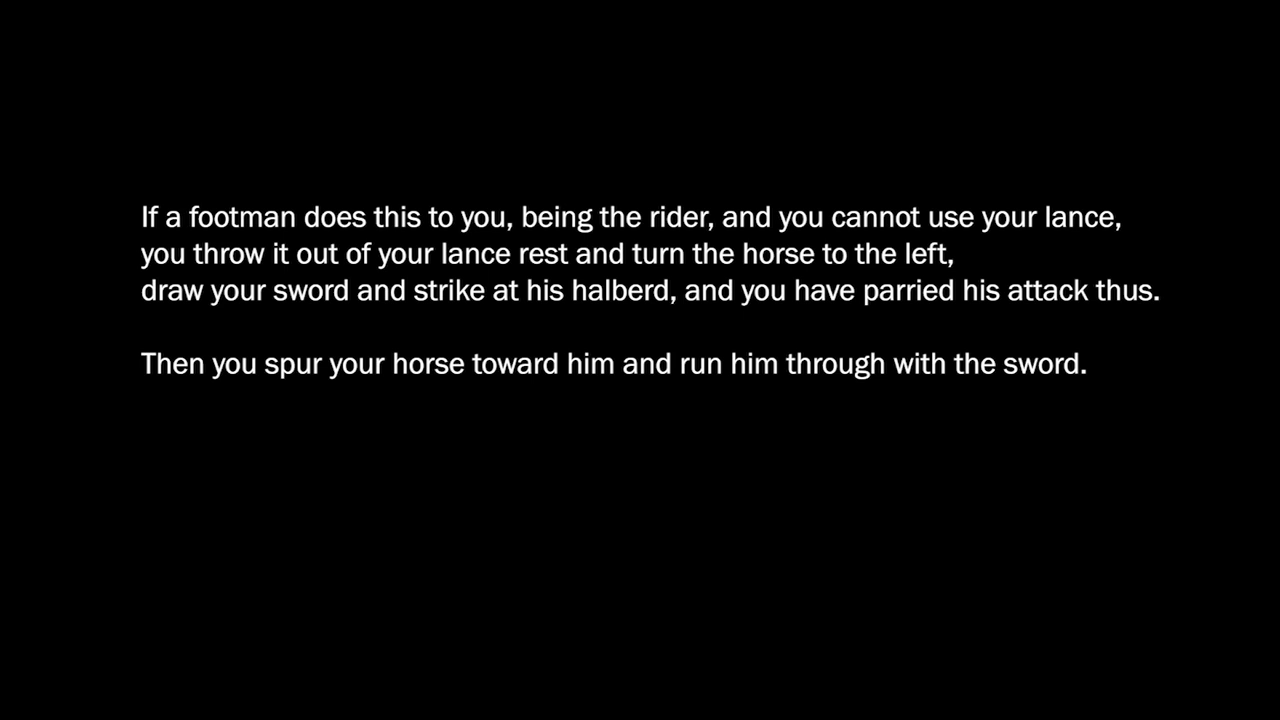 If a footman does this to you, being the rider, and you cannot use your lance,
you throw it out of your lance rest and turn the horse to the left,
draw your sword and strike at his halberd, and you have parried his attack thus.
Then you spur your horse toward him and run him through with the sword.